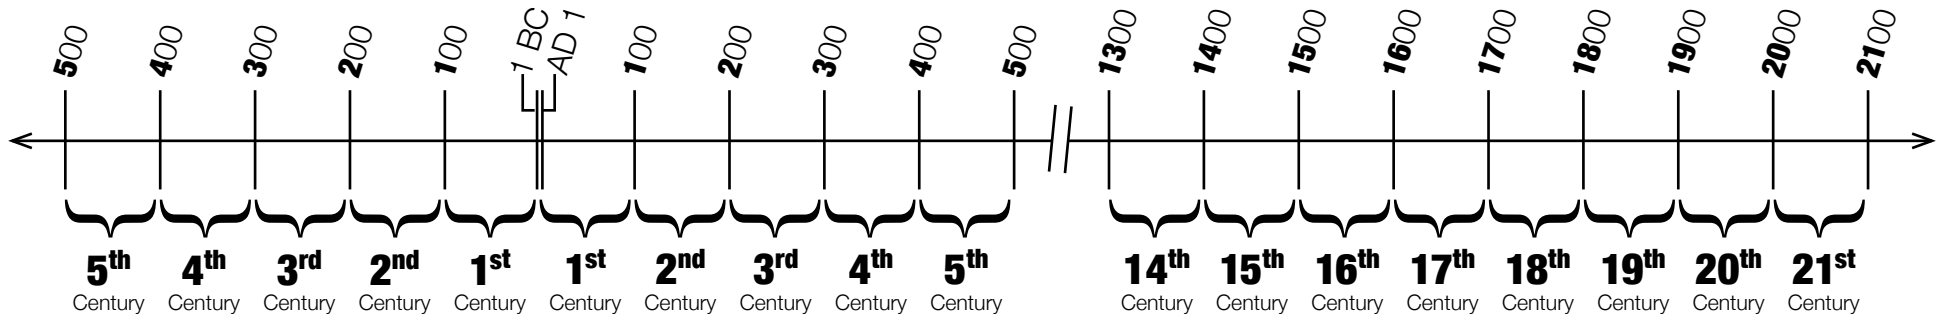 500 400 300 200 100 1 BC AD 1 100 200 300 400 500 1300 1400 1500 1600 1700 1800 1900 2000 2100
5th 4th 3rd 2nd 1st 1st 2nd 3rd 4th 5th 14th 15th 16th 17th 18th 19th 20th 21st
Century Century Century Century Century Century Century Century Century Century Century Century Century Century Century Century Century Century